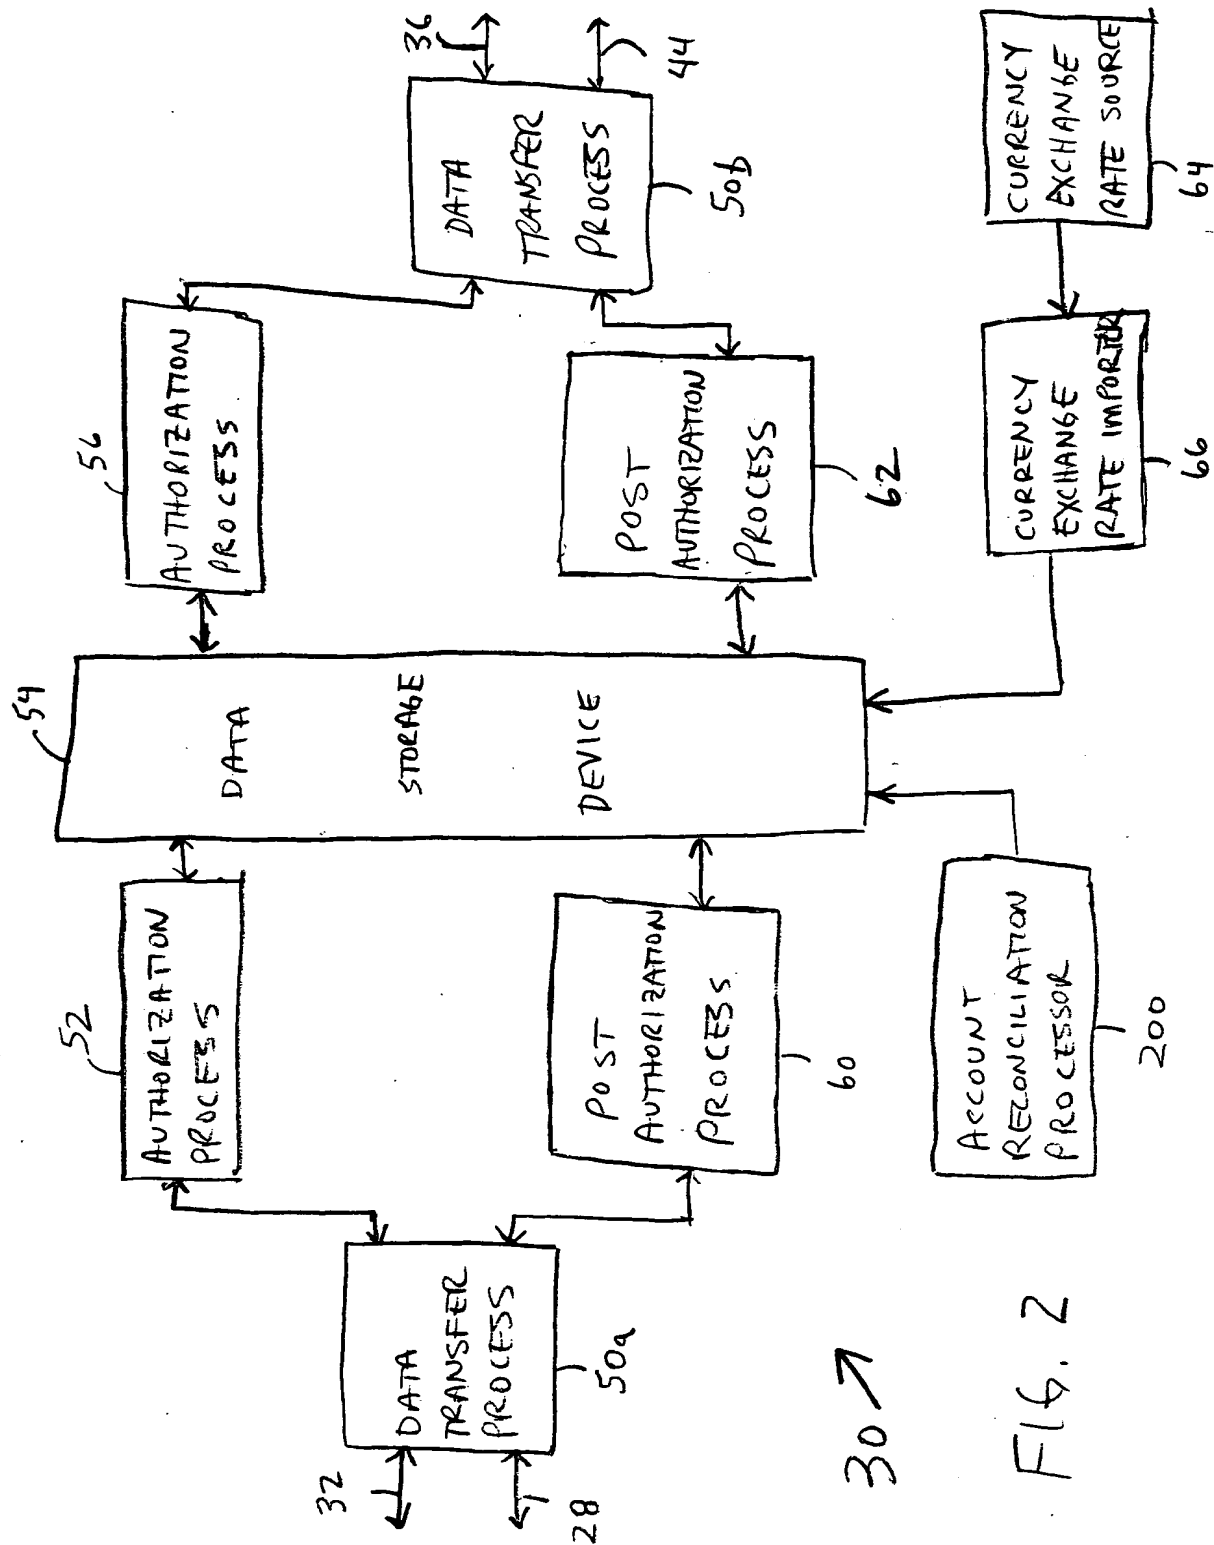 52
AUTHORIZATION
PROCESS
54
DATA
STORAGE
DEVICE
56
AUTHORIZATION
PROCESS
32
DATA
TRANSFER
PROCESS
28
50a
POST
AUTHORIZATION
PROCESS
60
POST
AUTHORIZATION
PROCESS
62
DATA
TRANSFER
PROCESS
50b
36
44
30
ACCOUNT
RECONCILIATION
PROCESSOR
200
CURRENCY
EXCHANGE
RATE IMPORTER
66
CURRENCY
EXCHANGE
RATE SOURCE
64
FIG. 2